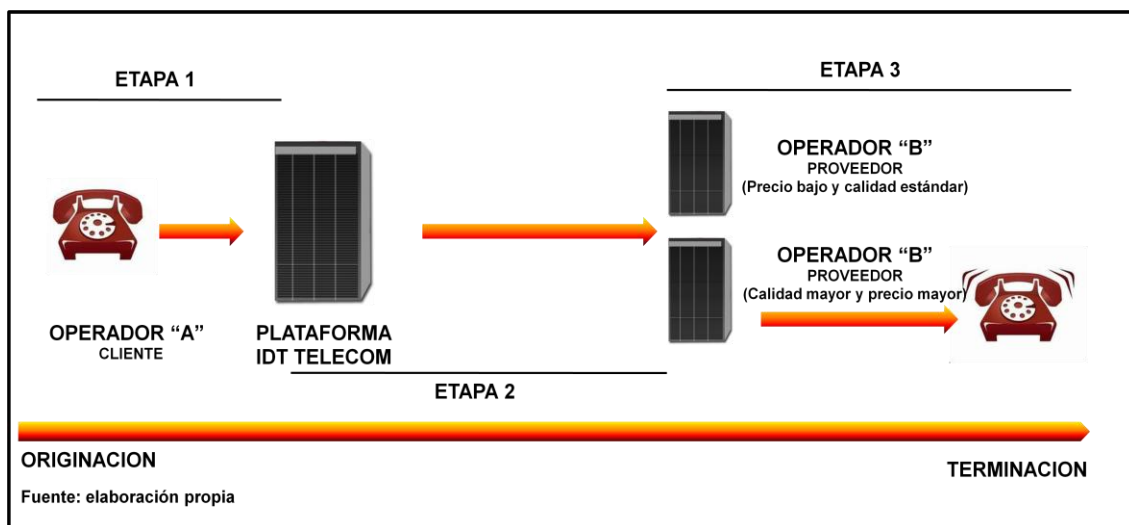 ETAPA 1
ETAPA 3
OPERADOR “B”
PROVEEDOR
(Precio bajo y calidad estándar)
OPERADOR “B”
PROVEEDOR
(Calidad mayor y precio mayor)
OPERADOR “A”
CLIENTE
PLATAFORMA
IDT TELECOM
ETAPA 2
ORIGINACION
TERMINACION
Fuente: elaboración propia